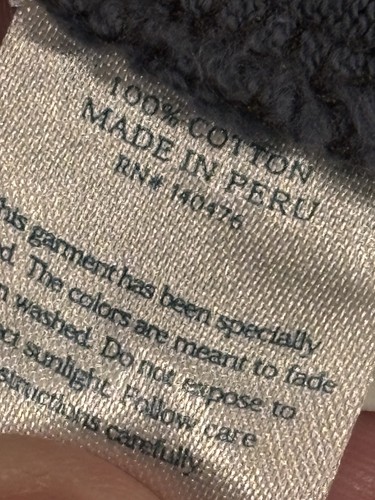 100% COTTON
MADE IN PERU
RN# 140476
his garment has been specially
d. The colors are meant to fade
n washed. Do not expose to
ect sunlight. Follow care
structions carefully.